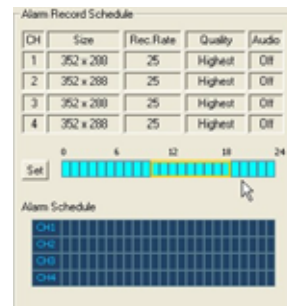 Alarm Record Schedule
CH Size Rec.Rate Quality Audio
1 352 x 288 25 Highest Off
2 352 x 288 25 Highest Off
3 352 x 288 25 Highest Off
4 352 x 288 25 Highest Off
0 6 12 18 24
Set
Alarm Schedule
CH1
CH2
CH3
CH4